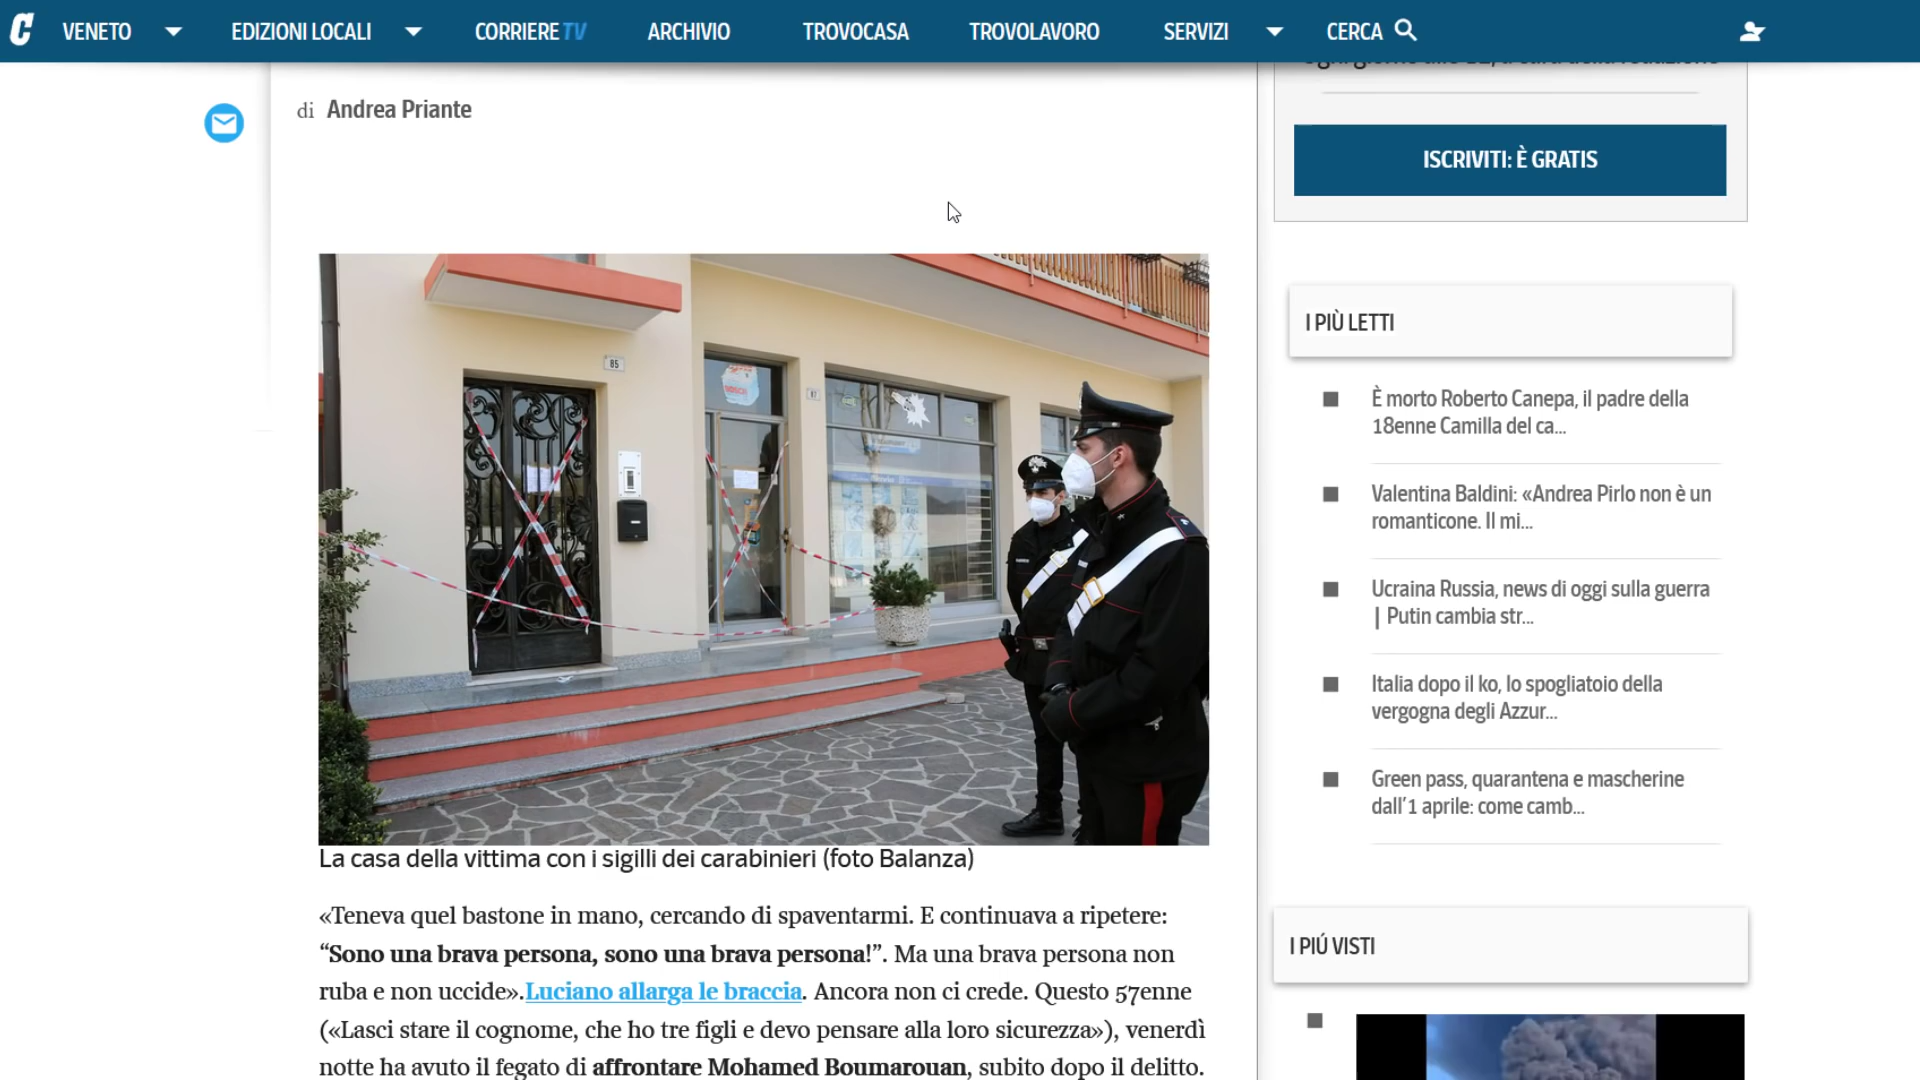 C VENETO EDIZIONI LOCALI CORRIERE TV ARCHIVIO TROVOCASA TROVOLAVORO SERVIZI CERCA
di Andrea Priante
ISCRIVITI: È GRATIS
85
87
La casa della vittima con i sigilli dei carabinieri (foto Balanza)
«Teneva quel bastone in mano, cercando di spaventarmi. E continuava a ripetere:
“Sono una brava persona, sono una brava persona!”. Ma una brava persona non
ruba e non uccide».Luciano allarga le braccia. Ancora non ci crede. Questo 57enne
(«Lasci stare il cognome, che ho tre figli e devo pensare alla loro sicurezza»), venerdì
notte ha avuto il fegato di affrontare Mohamed Boumarouan, subito dopo il delitto.
I PIÙ LETTI
È morto Roberto Canepa, il padre della
18enne Camilla del ca...
Valentina Baldini: «Andrea Pirlo non è un
romanticone. Il mi...
Ucraina Russia, news di oggi sulla guerra
| Putin cambia str...
Italia dopo il ko, lo spogliatoio della
vergogna degli Azzur...
Green pass, quarantena e mascherine
dall’1 aprile: come camb...
I PIÚ VISTI